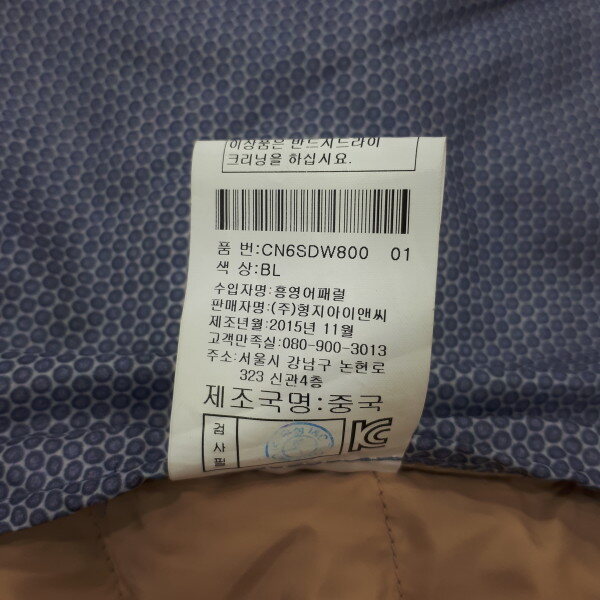 이상품은 반드시드라이
크리닝을 하십시요.
품 번:CN6SDW800 01
색 상:BL
수입자명:흥영어패럴
판매자명:(주)형지아이앤씨
제조년월:2015년 11월
고객만족실:080-900-3013
주소:서울시 강남구 논현로
323 신관4층
제조국명:중국
검사필